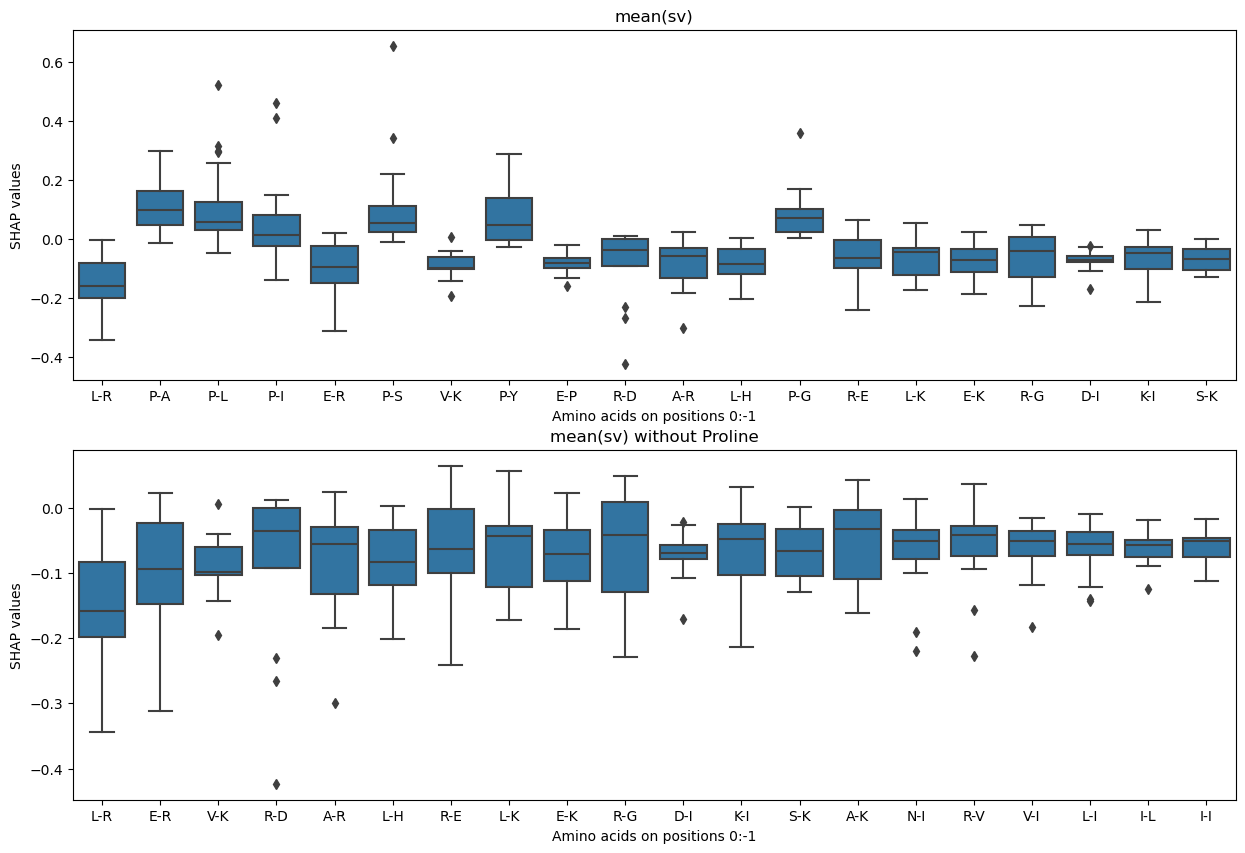 mean(sv)
SHAP values
0.6
0.4
0.2
0.0
−0.2
−0.4
L-R P-A P-L P-I E-R P-S V-K P-Y E-P R-D A-R L-H P-G R-E L-K E-K R-G D-I K-I S-K
Amino acids on positions 0:-1
mean(sv) without Proline
SHAP values
0.0
−0.1
−0.2
−0.3
−0.4
L-R E-R V-K R-D A-R L-H R-E L-K E-K R-G D-I K-I S-K A-K N-I R-V V-I L-I I-L I-I
Amino acids on positions 0:-1